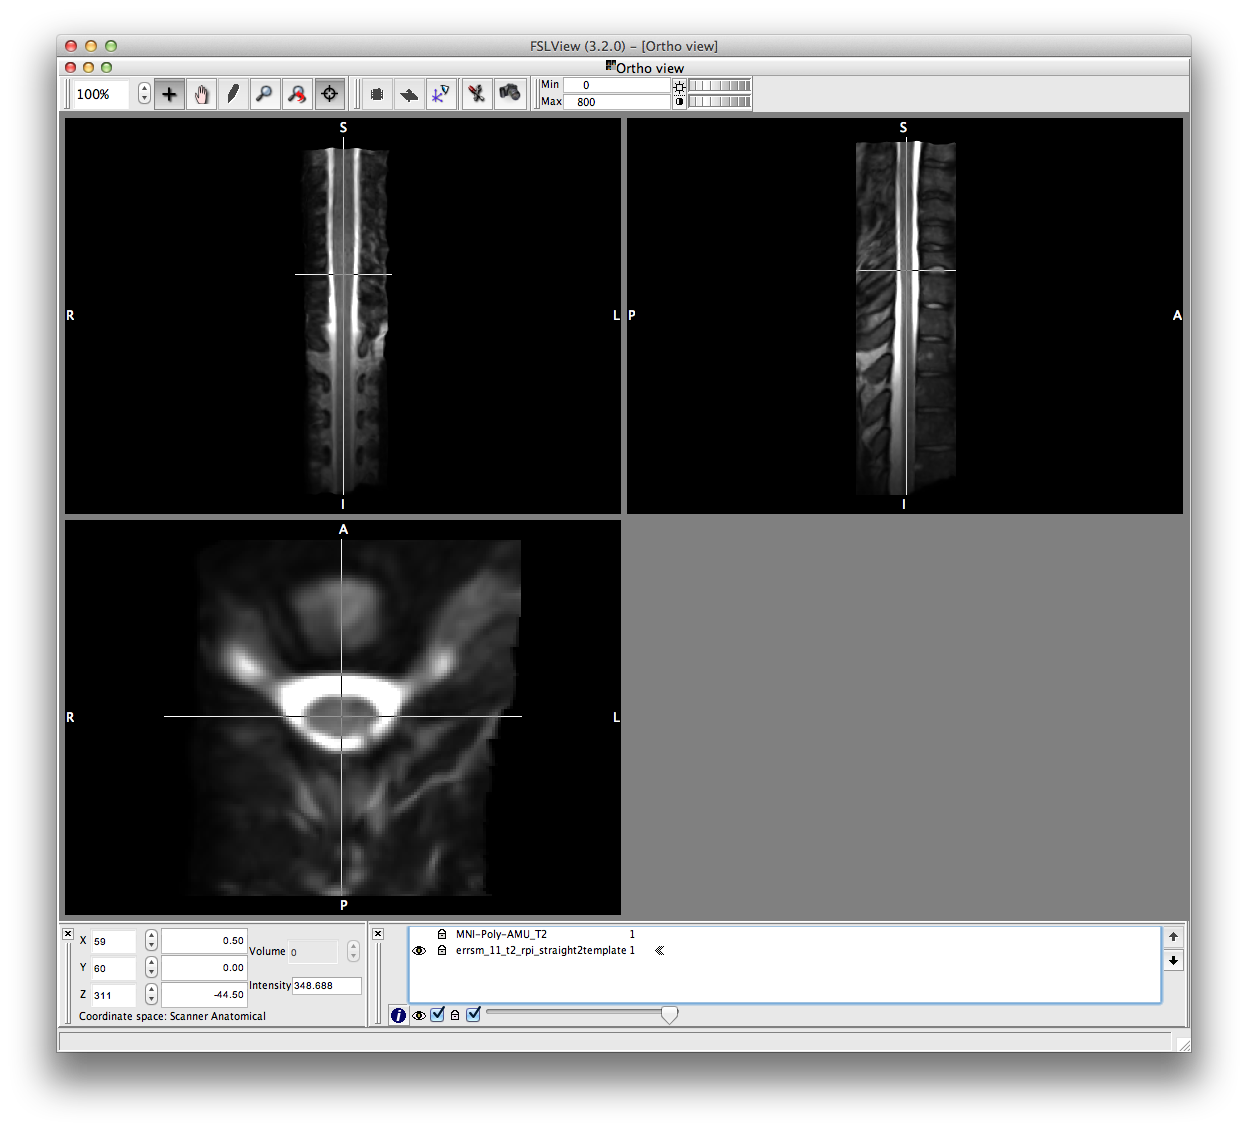 FSLView (3.2.0) – [Ortho view]
Ortho view
100%
Min 0
Max 800
S
R L
I
S
P A
I
A
R L
P
X 59 0.50
Y 60 0.00
Z 311 -44.50
Volume 0
Intensity 348.688
Coordinate space: Scanner Anatomical
MNI-Poly-AMU_T2 1
errsm_11_t2_rpi_straight2template 1
i